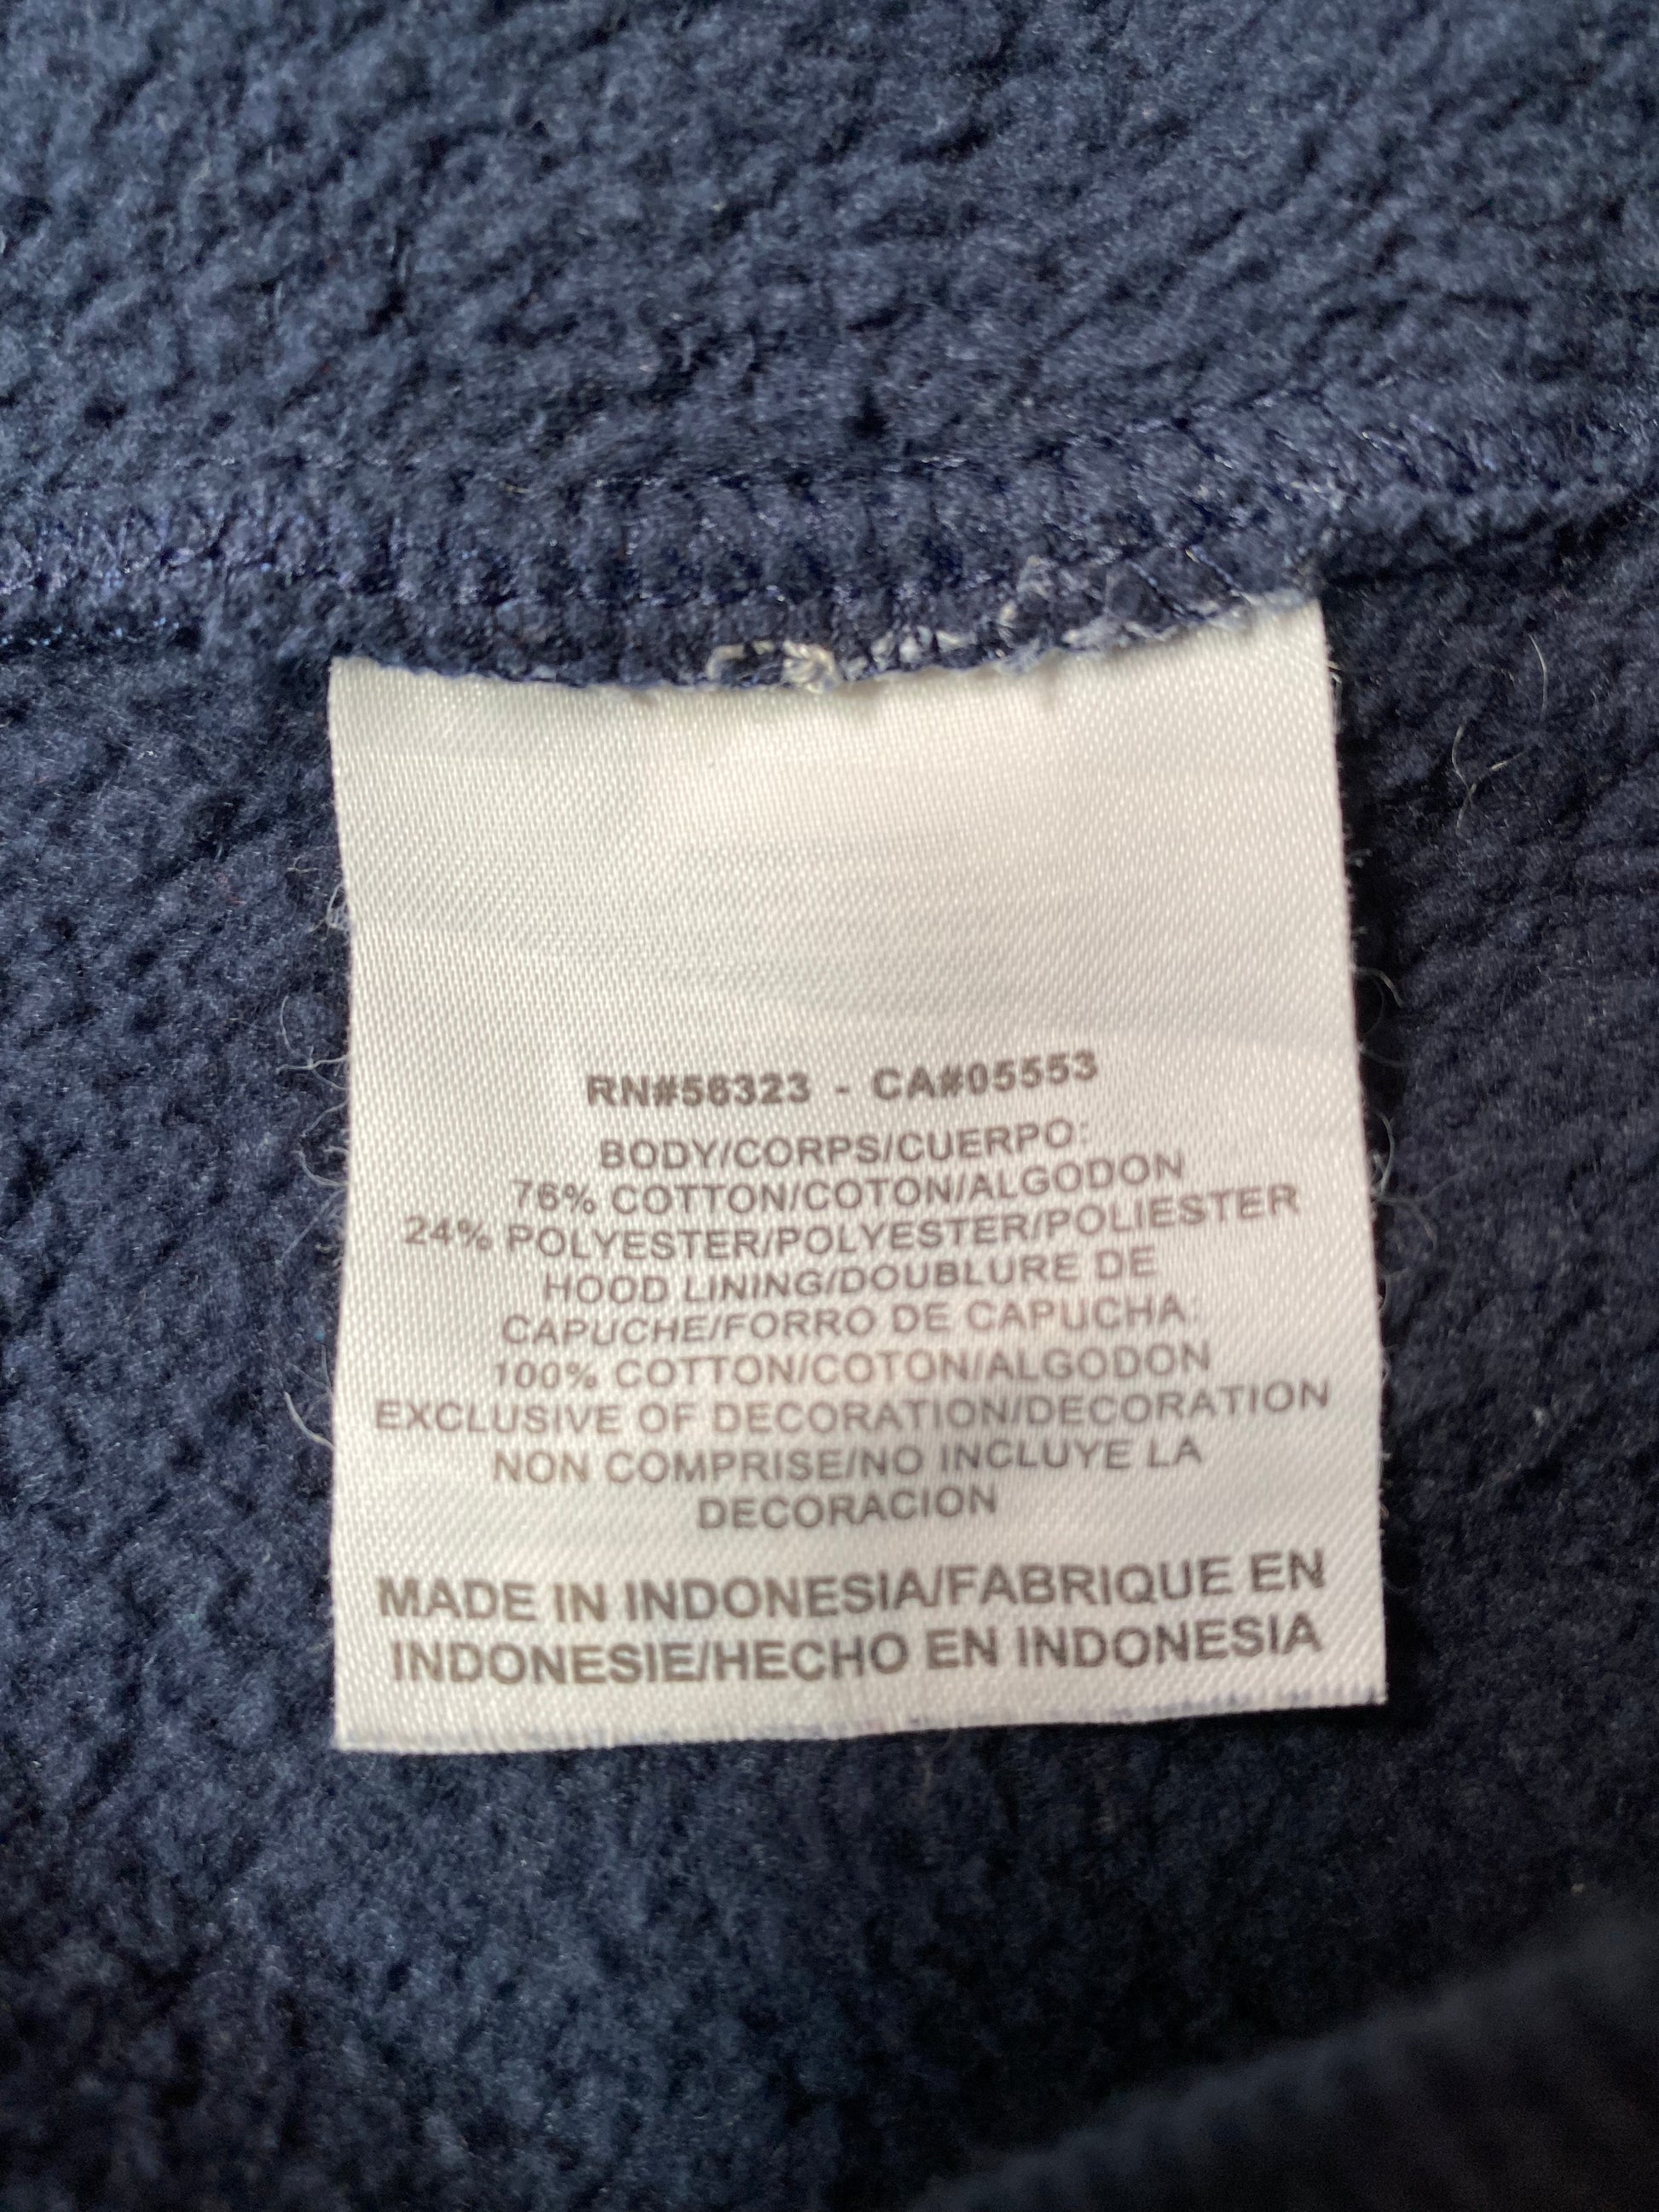 RN#56323 - CA#05553
BODY/CORPS/CUERPO:
76% COTTON/COTON/ALGODON
24% POLYESTER/POLYESTER/POLIESTER
HOOD LINING/DOUBLURE DE
CAPUCHE/FORRO DE CAPUCHA:
100% COTTON/COTON/ALGODON
EXCLUSIVE OF DECORATION/DECORATION
NON COMPRISE/NO INCLUYE LA
DECORACION
MADE IN INDONESIA/FABRIQUE EN
INDONESIE/HECHO EN INDONESIA